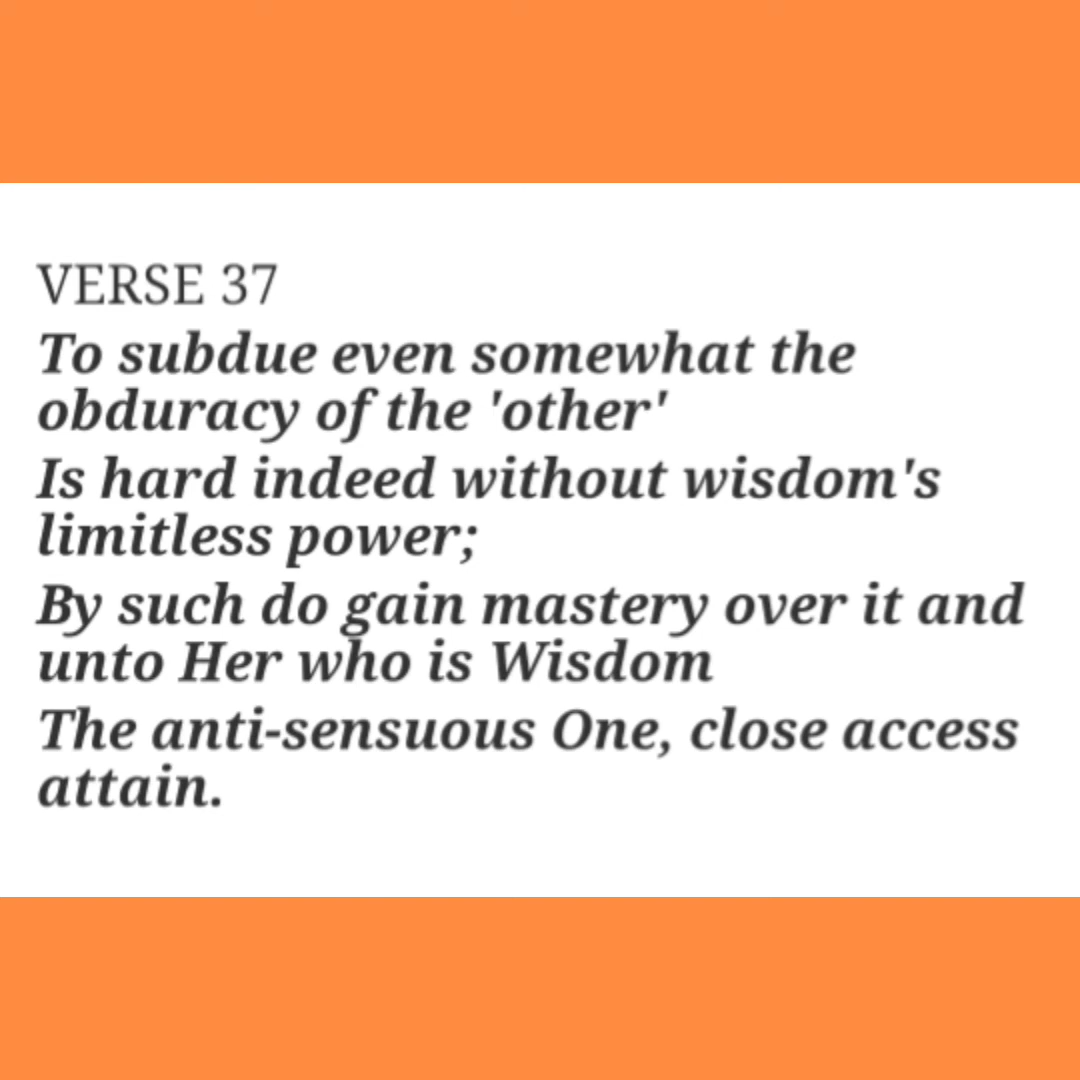 VERSE 37
To subdue even somewhat the
obduracy of the 'other'
Is hard indeed without wisdom's
limitless power;
By such do gain mastery over it and
unto Her who is Wisdom
The anti-sensuous One, close access
attain.